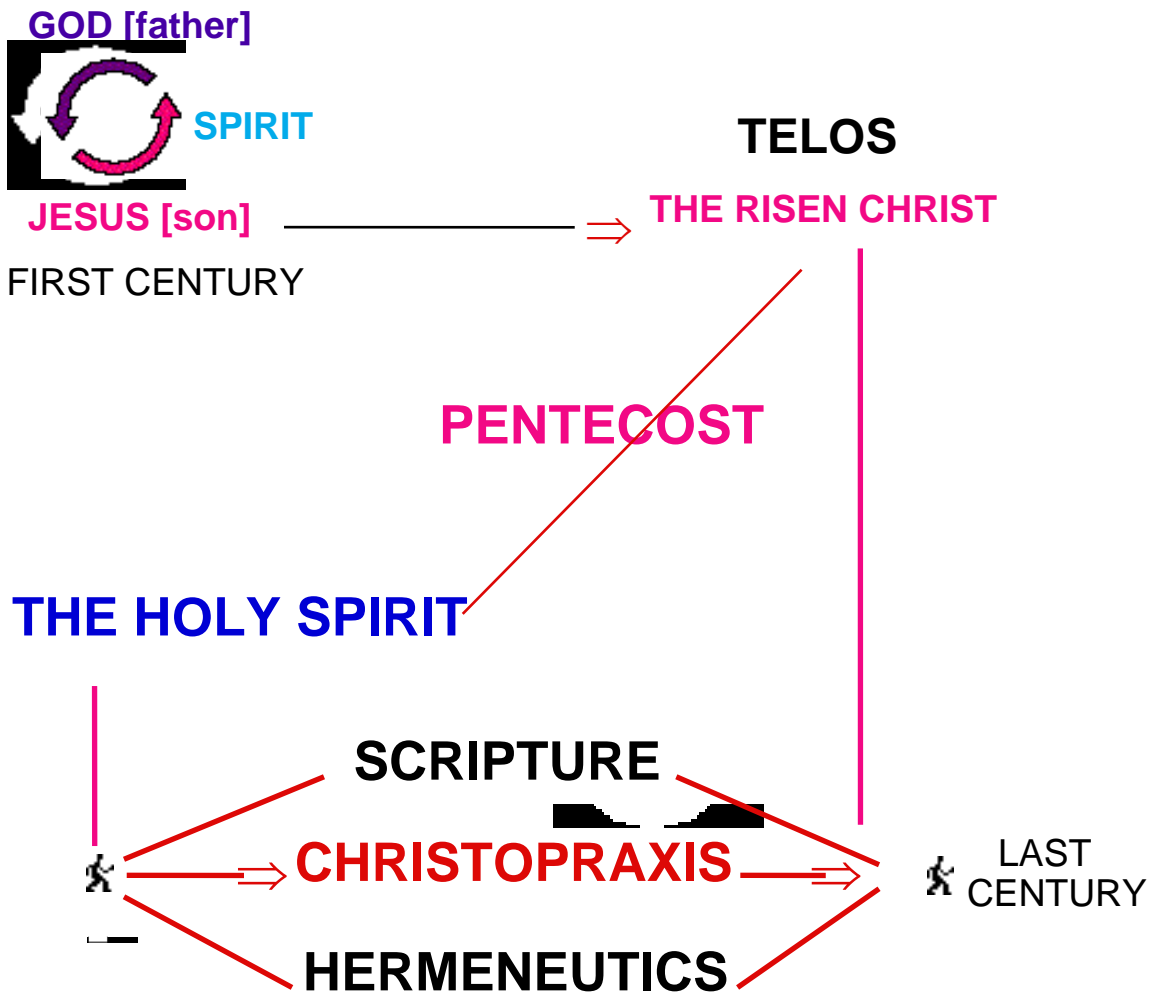 GOD [father]
SPIRIT
TELOS
JESUS [son]
THE RISEN CHRIST
FIRST CENTURY
PENTECOST
THE HOLY SPIRIT
SCRIPTURE
CHRISTOPRAXIS
LAST
CENTURY
HERMENEUTICS